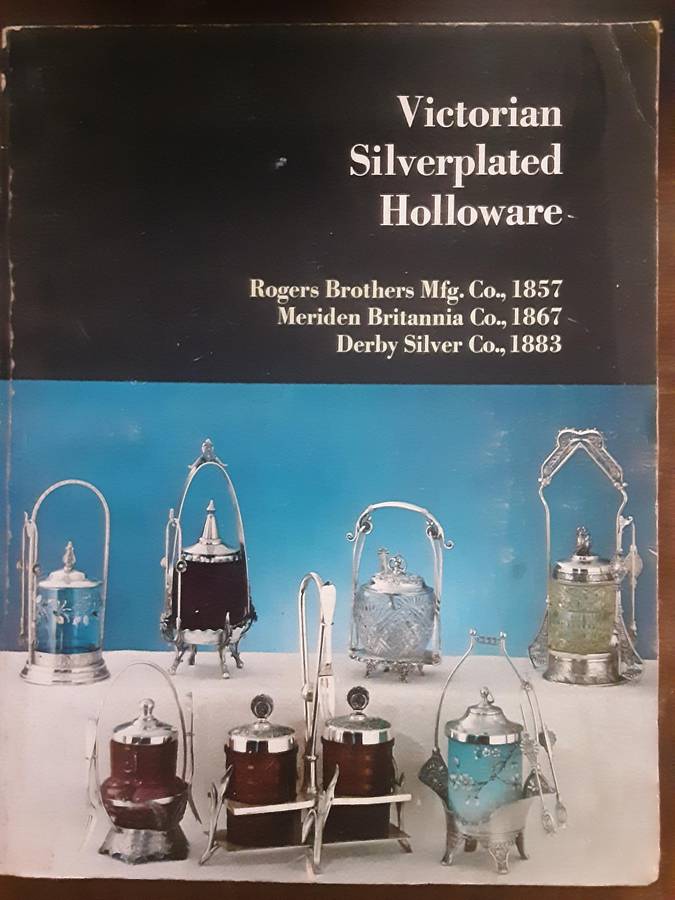 Victorian
Silverplated
Holloware
Rogers Brothers Mfg. Co., 1857
Meriden Britannia Co., 1867
Derby Silver Co., 1883